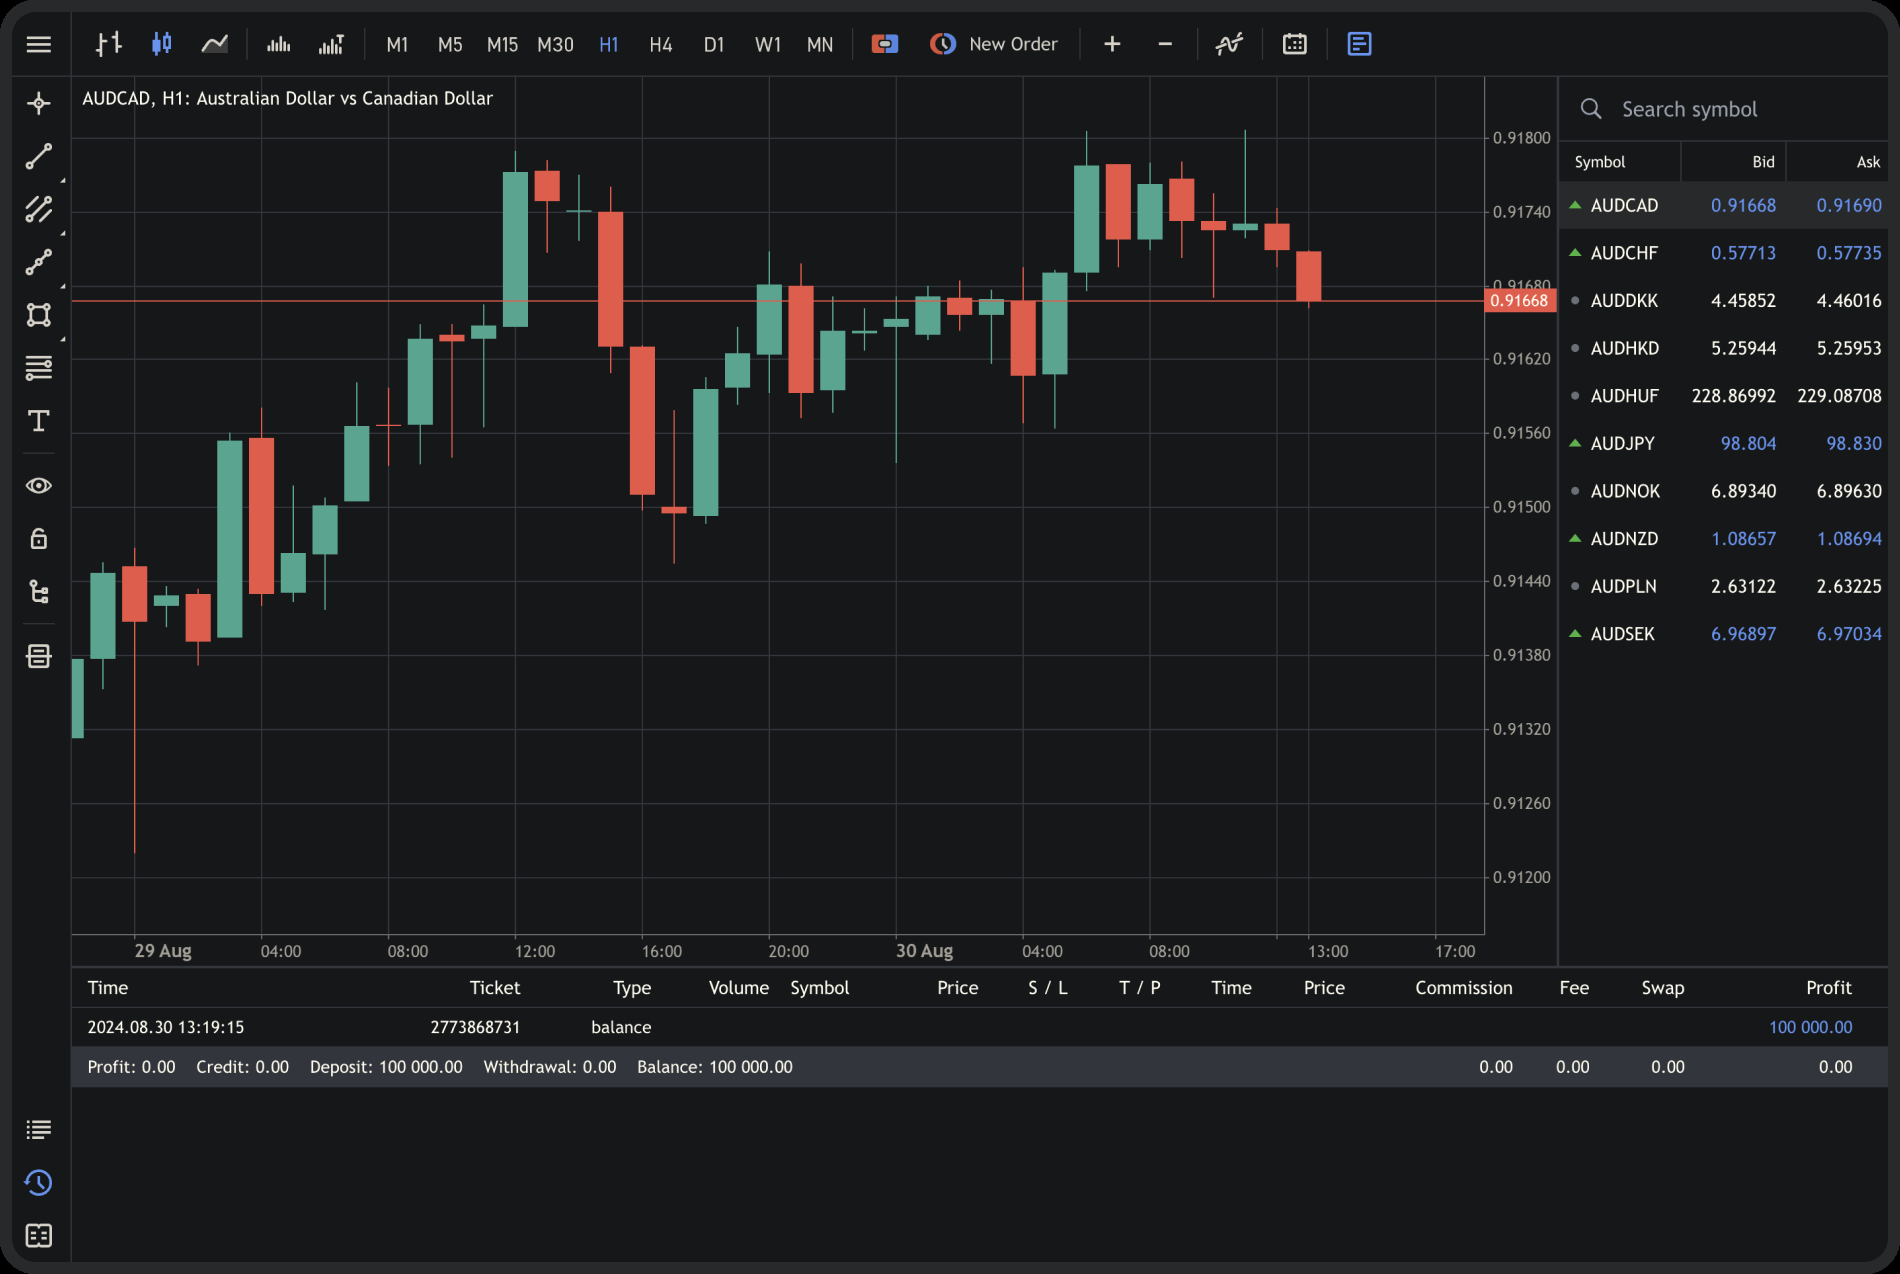 M1 M5 M15 M30 H1 H4 D1 W1 MN New Order
AUDCAD, H1: Australian Dollar vs Canadian Dollar
0.91800
0.91740
0.91680
0.91668
0.91620
0.91560
0.91500
0.91440
0.91380
0.91320
0.91260
0.91200
29 Aug 04:00 08:00 12:00 16:00 20:00 30 Aug 04:00 08:00 13:00 17:00
Search symbol
Symbol Bid Ask
AUDCAD 0.91668 0.91690
AUDCHF 0.57713 0.57735
AUDDKK 4.45852 4.46016
AUDHKD 5.25944 5.25953
AUDHUF 228.86992 229.08708
AUDJPY 98.804 98.830
AUDNOK 6.89340 6.89630
AUDNZD 1.08657 1.08694
AUDPLN 2.63122 2.63225
AUDSEK 6.96897 6.97034
Time Ticket Type Volume Symbol Price S / L T / P Time Price Commission Fee Swap Profit
2024.08.30 13:19:15 2773868731 balance 100 000.00
Profit: 0.00 Credit: 0.00 Deposit: 100 000.00 Withdrawal: 0.00 Balance: 100 000.00 0.00 0.00 0.00 0.00